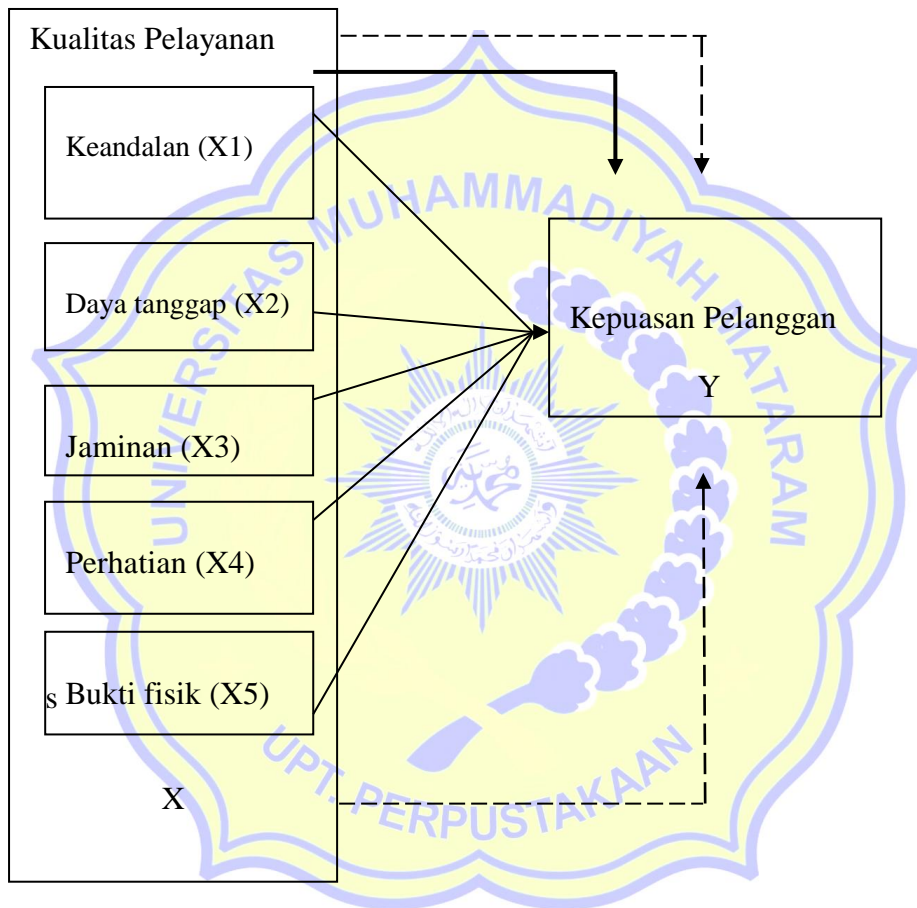 Kualitas Pelayanan
Keandalan (X1)
Daya tanggap (X2)
Jaminan (X3)
Perhatian (X4)
s Bukti fisik (X5)
X
Kepuasan Pelanggan
Y
UNIVERSITAS MUHAMMADIYAH MATARAM
UPT. PERPUSTAKAAN